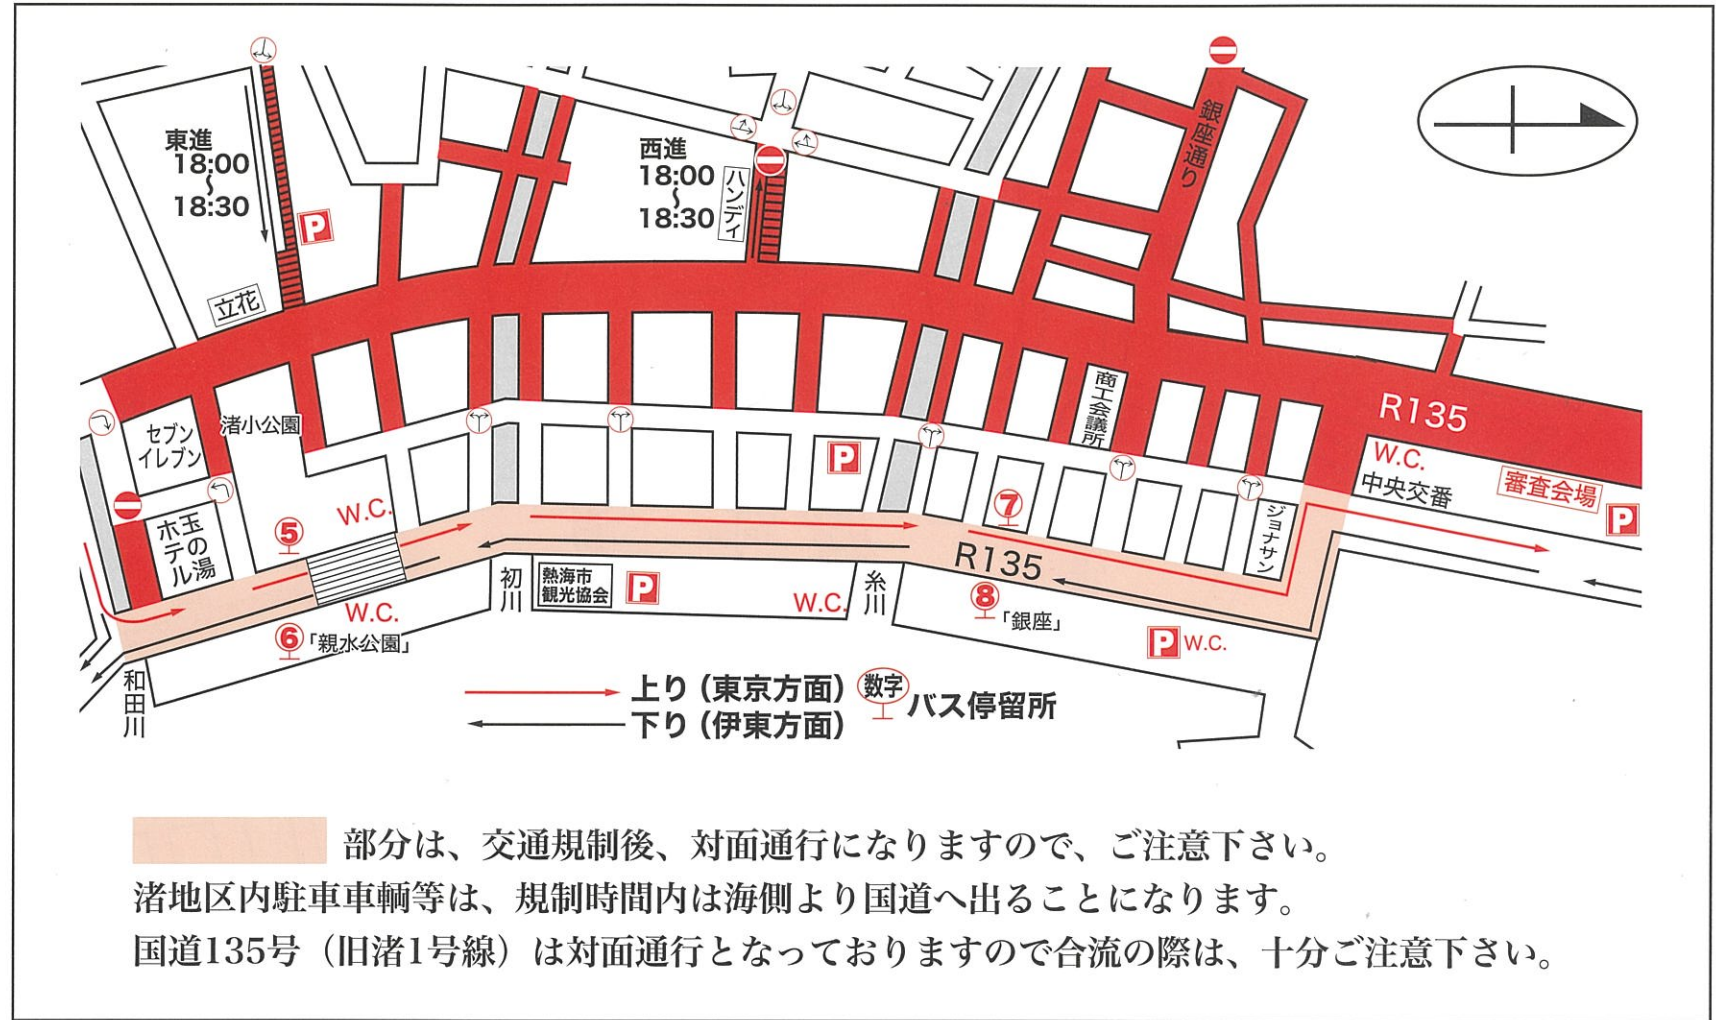 東進
18:00
〜
18:30
西進
18:00
〜
18:30
ハンディ
銀座通り
P
立花
R135
商工会議所
セブン
イレブン
渚小公園
P
W.C.
中央交番
審査会場
P
玉の湯
ホテル
5
W.C.
7
ジョナサン
R135
初川
熱海市
観光協会
P
W.C.
糸川
8
「銀座」
W.C.
6
「親水公園」
P W.C.
和田川
上り(東京方面)
下り(伊東方面)
数字
バス停留所
部分は、交通規制後、対面通行になりますので、ご注意下さい。
渚地区内駐車車輌等は、規制時間内は海側より国道へ出ることになります。
国道135号(旧渚1号線)は対面通行となっておりますので合流の際は、十分ご注意下さい。